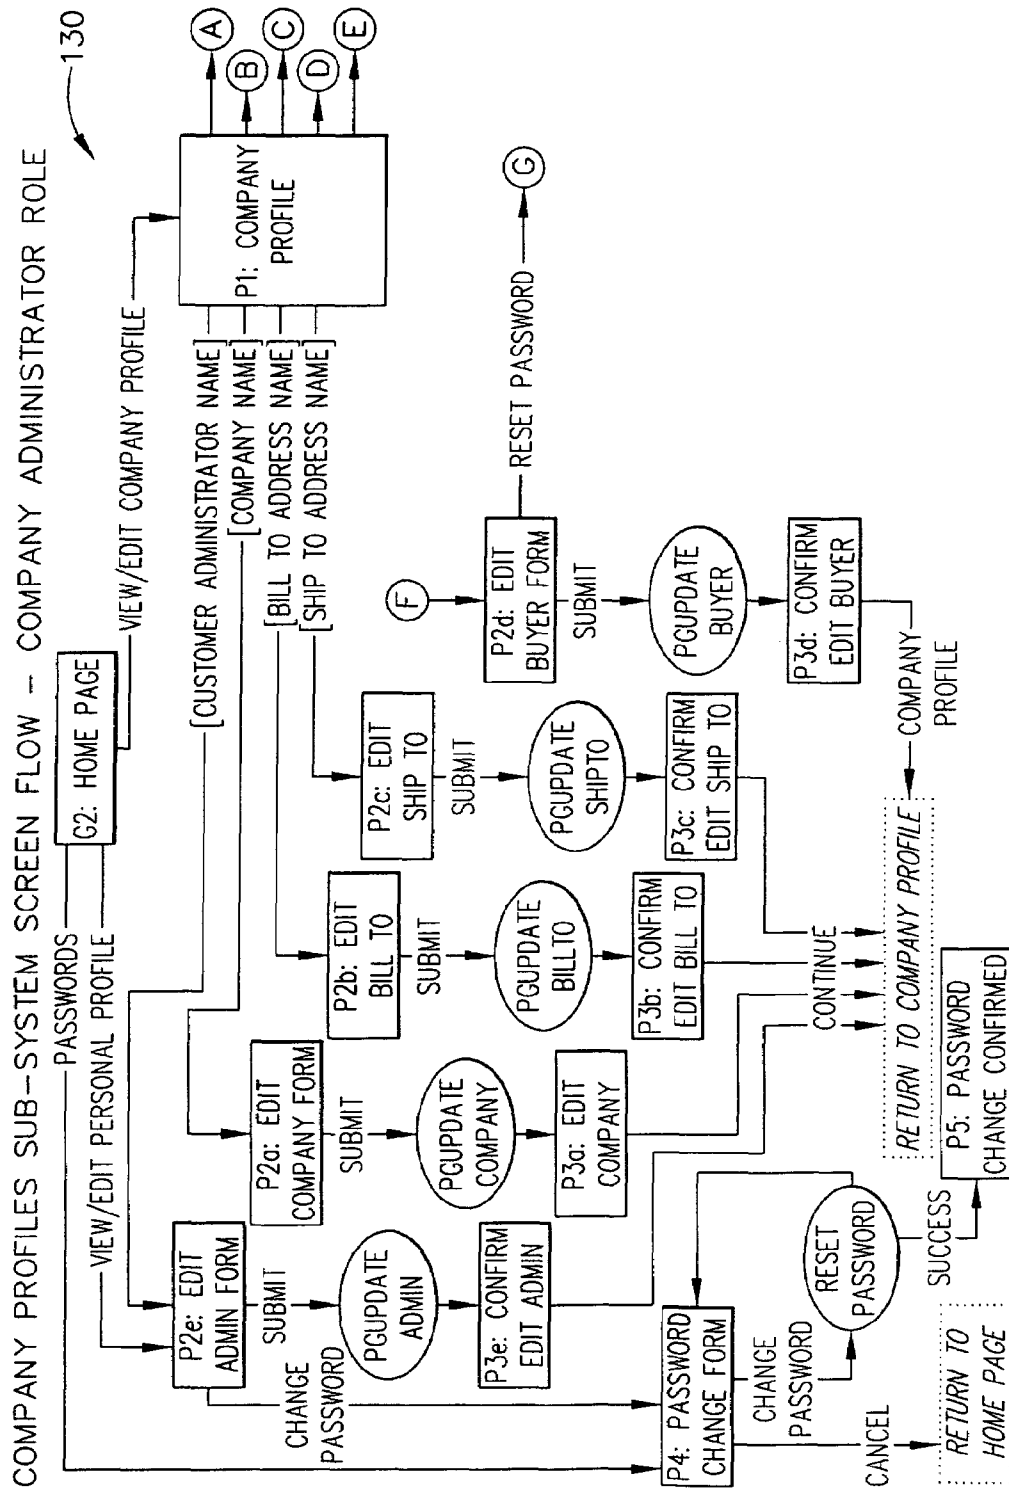 COMPANY PROFILES SUB-SYSTEM SCREEN FLOW - COMPANY ADMINISTRATOR ROLE
130
G2: HOME PAGE
PASSWORDS
VIEW/EDIT PERSONAL PROFILE
VIEW/EDIT COMPANY PROFILE
P1: COMPANY
PROFILE
A
B
C
D
E
[CUSTOMER ADMINISTRATOR NAME]
[COMPANY NAME]
[BILL TO ADDRESS NAME]
[SHIP TO ADDRESS NAME]
P2e: EDIT
ADMIN FORM
SUBMIT
PGUPDATE
ADMIN
P3e: CONFIRM
EDIT ADMIN
CHANGE
PASSWORD
P2a: EDIT
COMPANY FORM
SUBMIT
PGUPDATE
COMPANY
P3a: EDIT
COMPANY
P2b: EDIT
BILL TO
SUBMIT
PGUPDATE
BILLTO
P3b: CONFIRM
EDIT BILL TO
P2c: EDIT
SHIP TO
SUBMIT
PGUPDATE
SHIPTO
P3c: CONFIRM
EDIT SHIP TO
F
P2d: EDIT
BUYER FORM
RESET PASSWORD
G
SUBMIT
PGUPDATE
BUYER
P3d: CONFIRM
EDIT BUYER
COMPANY
PROFILE
CONTINUE
RETURN TO COMPANY PROFILE
P4: PASSWORD
CHANGE FORM
CHANGE
PASSWORD
RESET
PASSWORD
SUCCESS
P5: PASSWORD
CHANGE CONFIRMED
CANCEL
RETURN TO
HOME PAGE